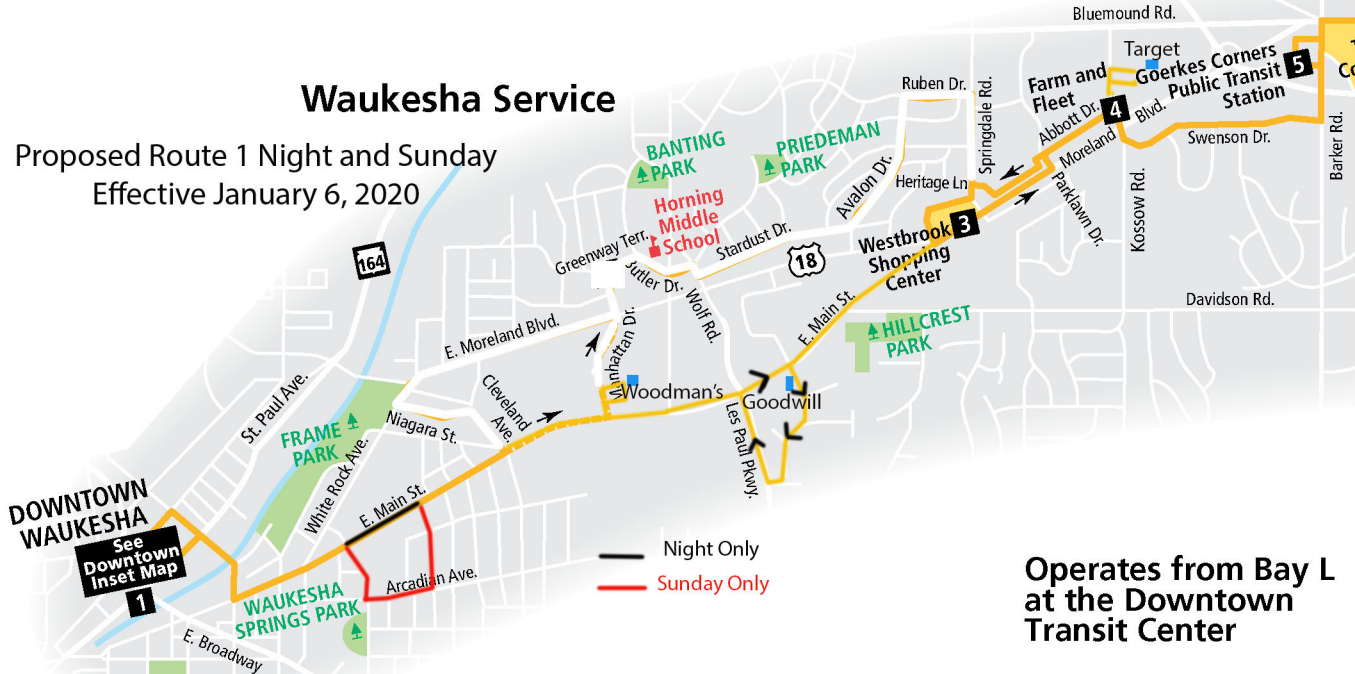 Bluemound Rd.
Target
Goerkes Corners
Public Transit
Station
5
Co
Waukesha Service
Proposed Route 1 Night and Sunday
Effective January 6, 2020
Ruben Dr.
Springdale Rd.
Farm and
Fleet
4
Abbott Dr.
Moreland Blvd.
Swenson Dr.
Barker Rd.
BANTING
PARK
PRIEDEMAN
PARK
Avalon Dr.
Heritage Ln
Parklawn Dr.
Kossow Rd.
Horning
Middle
School
Greenway Terr.
Stardust Dr.
Butler Dr.
Westbrook
Shopping
Center
3
18
164
Wolf Rd.
E. Main St.
Davidson Rd.
HILLCREST
PARK
E. Moreland Blvd.
Manhattan Dr.
Woodman's
Goodwill
Les Paul Pkwy.
St. Paul Ave.
Cleveland
Ave.
Niagara St.
FRAME
PARK
White Rock Ave.
E. Main St.
DOWNTOWN
WAUKESHA
See
Downtown
Inset Map
1
Arcadian Ave.
WAUKESHA
SPRINGS PARK
E. Broadway
Night Only
Sunday Only
Operates from Bay L
at the Downtown
Transit Center